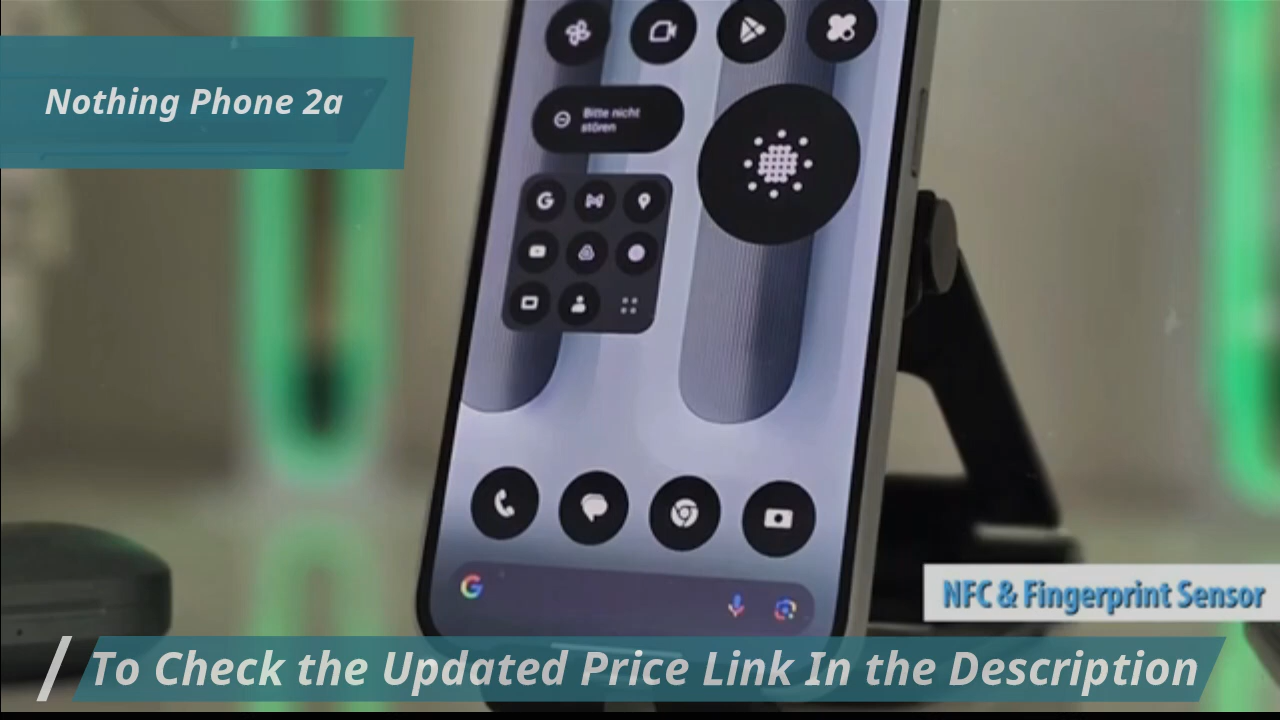 Nothing Phone 2a
Bitte nicht
stören
G
G
NFC & Fingerprint Sensor
To Check the Updated Price Link In the Description